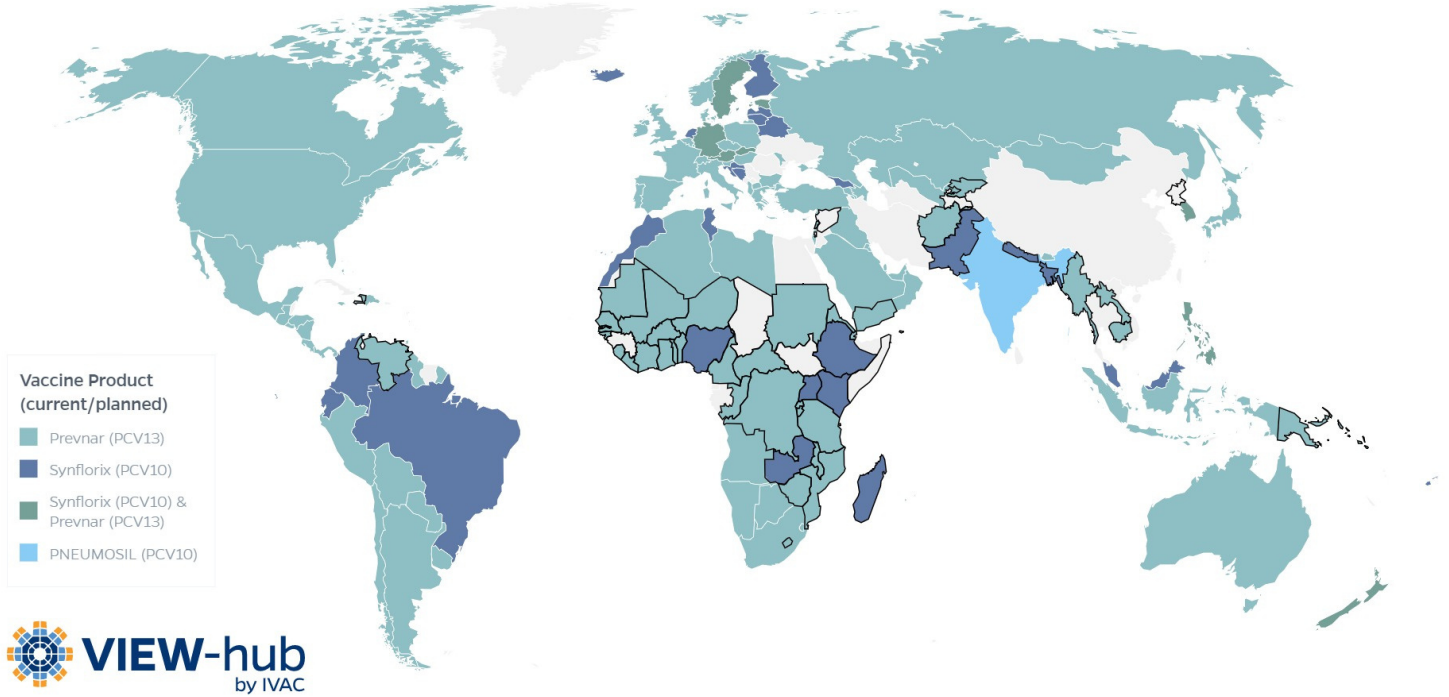 Vaccine Product
(current/planned)
Prevnar (PCV13)
Synflorix (PCV10)
Synflorix (PCV10) &
Prevnar (PCV13)
PNEUMOSIL (PCV10)
VIEW-hub
by IVAC